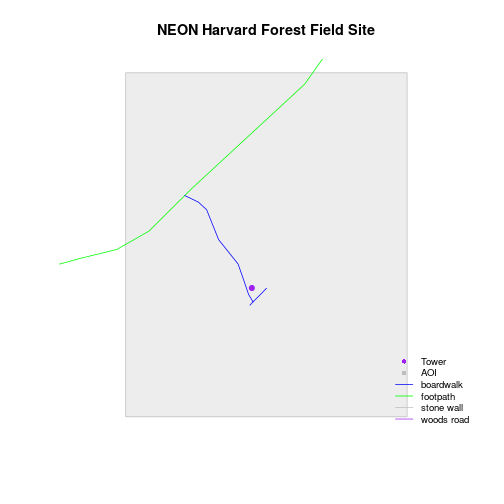 NEON Harvard Forest Field Site
Tower
AOI
boardwalk
footpath
stone wall
woods road